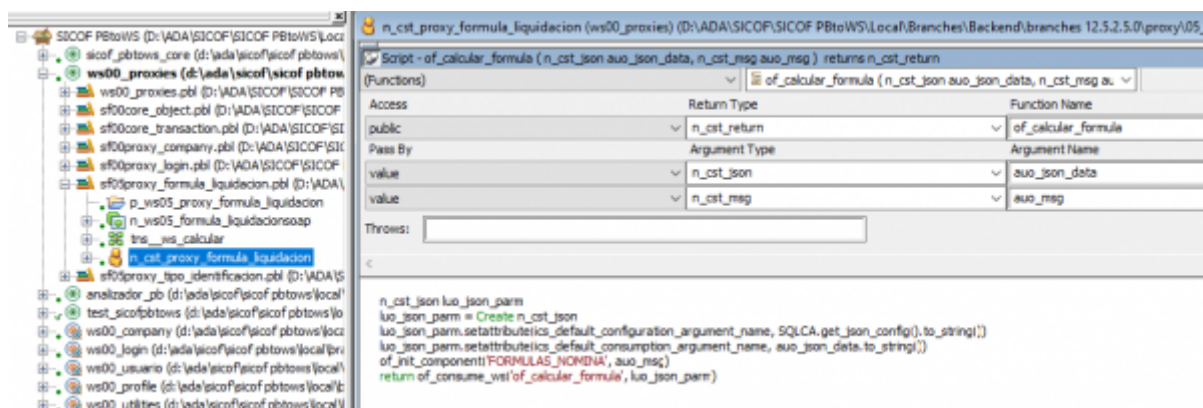 SICOF PBtoWS (D:\ADA\SICOF\SICOF PBtoWS\Loca
sicof_pbtows_core (d:\ada\sicof\sicof pbtows\
ws00_proxies (d:\ada\sicof\sicof pbtow
ws00_proxies.pbl (D:\ADA\SICOF\SICOF PB
sf00core_object.pbl (D:\ADA\SICOF\SICOF
sf00core_transaction.pbl (D:\ADA\SICOF\SI
sf00proxy_company.pbl (D:\ADA\SICOF\SIC
sf00proxy_login.pbl (D:\ADA\SICOF\SICOF
sf05proxy_formula_liquidacion.pbl (D:\ADA\
p_ws05_proxy_formula_liquidacion
n_ws05_formula_liquidacionsoap
tns__ws_calcular
n_cst_proxy_formula_liquidacion
sf05proxy_tipo_identificacion.pbl (D:\ADA\S
analizador_pb (d:\ada\sicof\sicof pbtows\local\
test_sicofpbtows (d:\ada\sicof\sicof pbtows\lo
ws00_company (d:\ada\sicof\sicof pbtows\loca
ws00_login (d:\ada\sicof\sicof pbtows\local\bra
ws00_usuario (d:\ada\sicof\sicof pbtows\local\
ws00_profile (d:\ada\sicof\sicof pbtows\local\b
ws00_utilities (d:\ada\sicof\sicof pbtows\local\
n_cst_proxy_formula_liquidacion (ws00_proxies) (D:\ADA\SICOF\SICOF PBtoWS\Local\Branches\Backend\branches 12.5.2.5.0\proxy\05_
Script - of_calcular_formula ( n_cst_json auo_json_data, n_cst_msg auo_msg ) returns n_cst_return
(Functions) of_calcular_formula ( n_cst_json auo_json_data, n_cst_msg au.
Access Return Type Function Name
public n_cst_return of_calcular_formula
Pass By Argument Type Argument Name
value n_cst_json auo_json_data
value n_cst_msg auo_msg
Throws:
n_cst_json luo_json_parm
luo_json_parm = Create n_cst_json
luo_json_parm.setattribute(ics_default_configuration_argument_name, SQLCA.get_json_config().to_string())
luo_json_parm.setattribute(ics_default_consumption_argument_name, auo_json_data.to_string())
of_init_component('FORMULAS_NOMINA', auo_msg)
return of_consume_ws('of_calcular_formula', luo_json_parm)